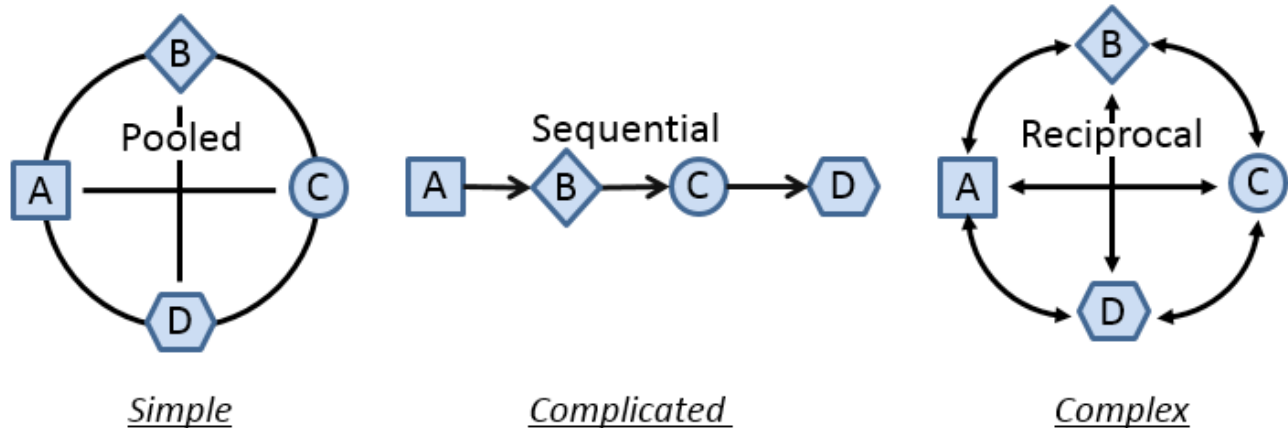 B
Pooled
A
C
D
Simple
Sequential
A
B
C
D
Complicated
B
Reciprocal
A
C
D
Complex